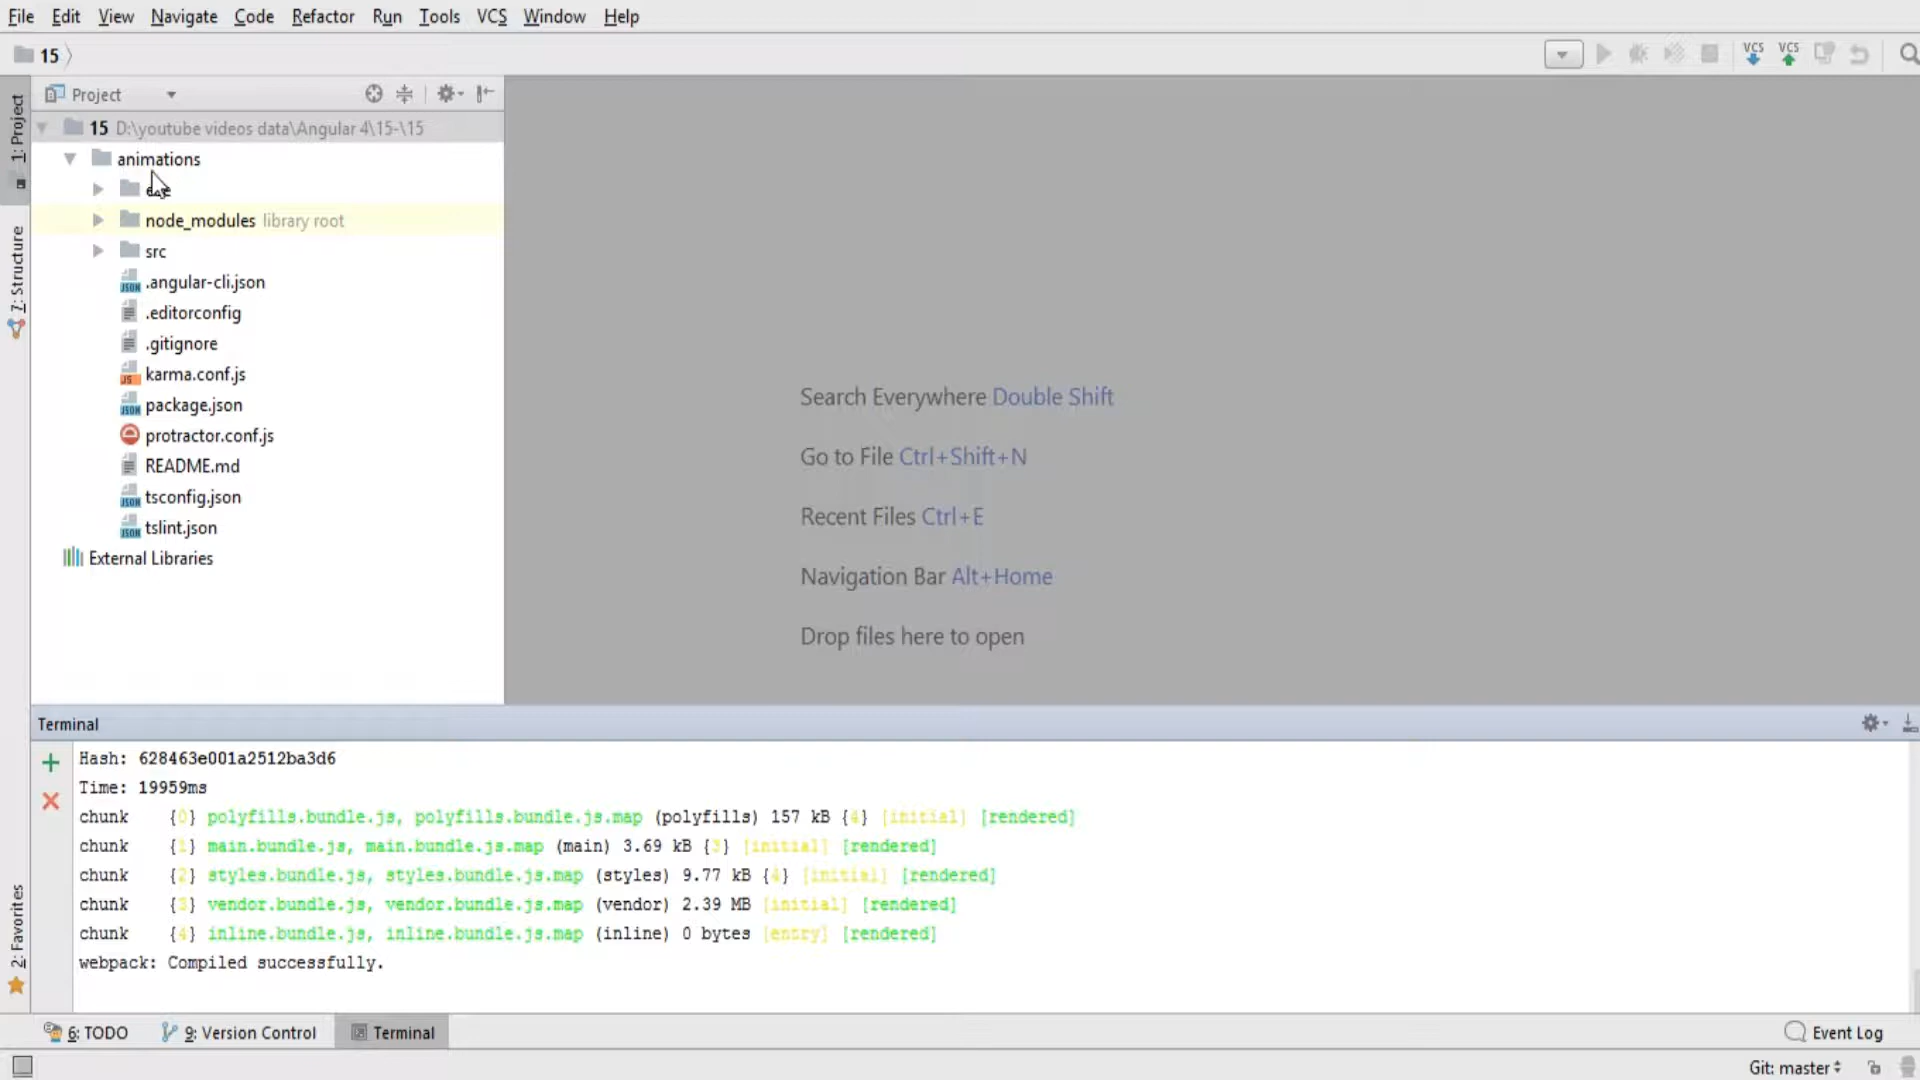 File Edit View Navigate Code Refactor Run Tools VCS Window Help
15
VCS VCS
1: Project
7: Structure
2: Favorites
Project
15 D:\youtube videos data\Angular 4\15-\15
animations
node_modules library root
src
.angular-cli.json
.editorconfig
.gitignore
karma.conf.js
package.json
protractor.conf.js
README.md
tsconfig.json
tslint.json
External Libraries
Search Everywhere Double Shift
Go to File Ctrl+Shift+N
Recent Files Ctrl+E
Navigation Bar Alt+Home
Drop files here to open
Terminal
Hash: 628463e001a2512ba3d6
Time: 19959ms
chunk {0} polyfills.bundle.js, polyfills.bundle.js.map (polyfills) 157 kB {4} [initial] [rendered]
chunk {1} main.bundle.js, main.bundle.js.map (main) 3.69 kB {3} [initial] [rendered]
chunk {2} styles.bundle.js, styles.bundle.js.map (styles) 9.77 kB {4} [initial] [rendered]
chunk {3} vendor.bundle.js, vendor.bundle.js.map (vendor) 2.39 MB [initial] [rendered]
chunk {4} inline.bundle.js, inline.bundle.js.map (inline) 0 bytes [entry] [rendered]
webpack: Compiled successfully.
6: TODO 9: Version Control Terminal Event Log
Git: master